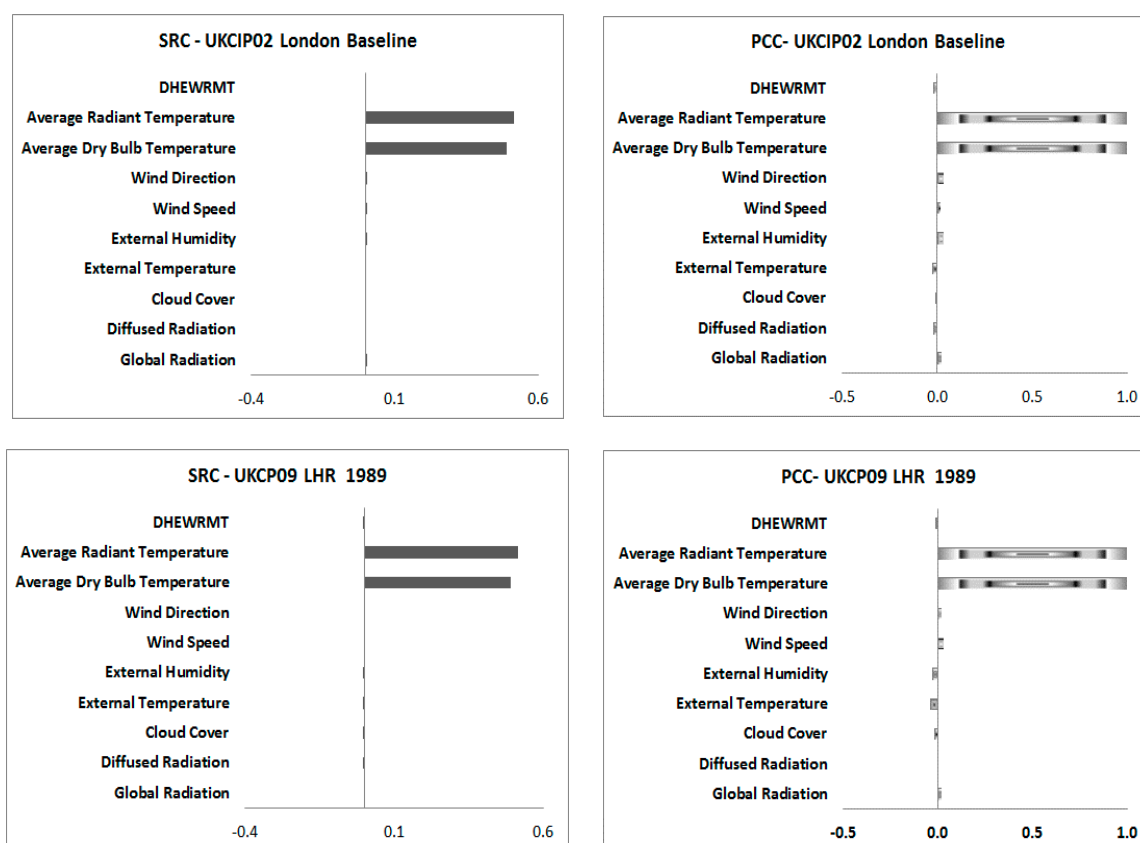 SRC - UKCIP02 London Baseline
DHEWRMT
Average Radiant Temperature
Average Dry Bulb Temperature
Wind Direction
Wind Speed
External Humidity
External Temperature
Cloud Cover
Diffused Radiation
Global Radiation
-0.4 0.1 0.6
PCC- UKCIP02 London Baseline
DHEWRMT
Average Radiant Temperature
Average Dry Bulb Temperature
Wind Direction
Wind Speed
External Humidity
External Temperature
Cloud Cover
Diffused Radiation
Global Radiation
-0.5 0.0 0.5 1.0
SRC - UKCP09 LHR 1989
DHEWRMT
Average Radiant Temperature
Average Dry Bulb Temperature
Wind Direction
Wind Speed
External Humidity
External Temperature
Cloud Cover
Diffused Radiation
Global Radiation
-0.4 0.1 0.6
PCC- UKCP09 LHR 1989
DHEWRMT
Average Radiant Temperature
Average Dry Bulb Temperature
Wind Direction
Wind Speed
External Humidity
External Temperature
Cloud Cover
Diffused Radiation
Global Radiation
-0.5 0.0 0.5 1.0